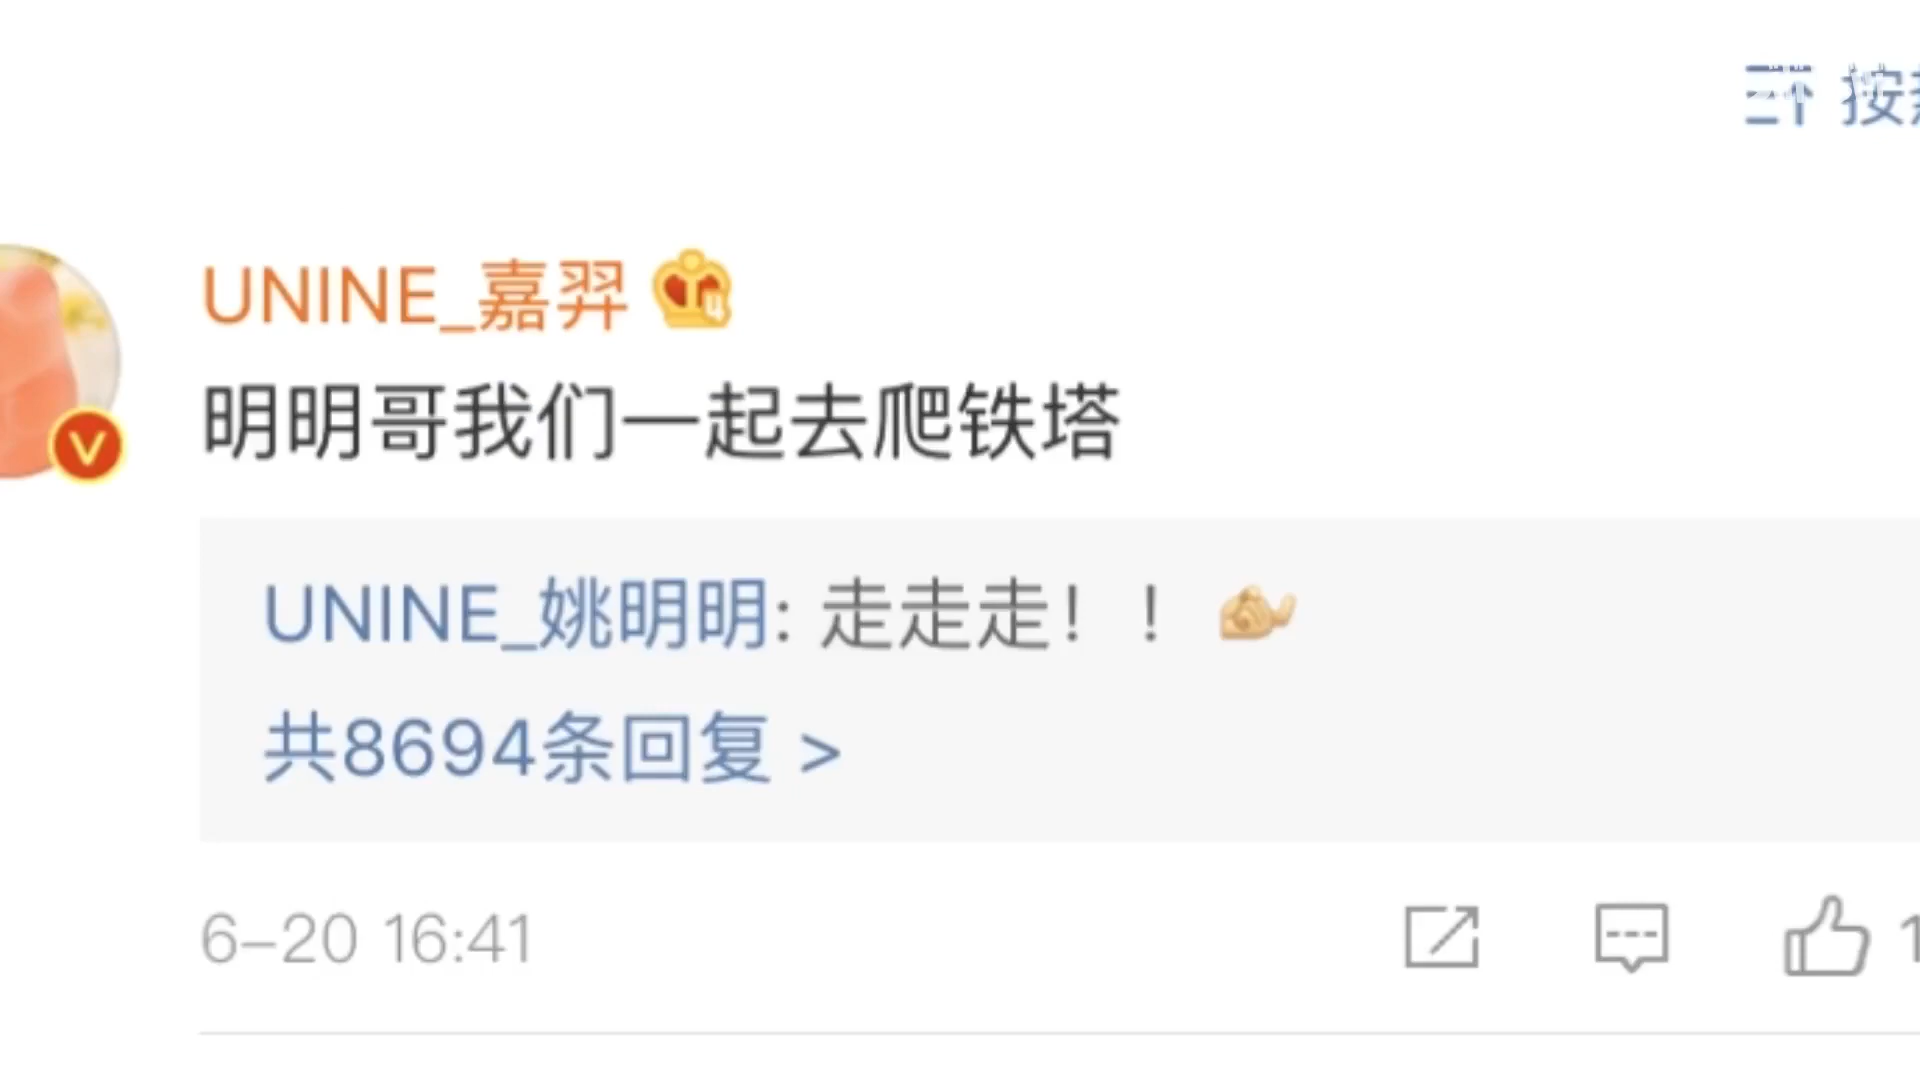 按
UNINE_嘉羿
明明哥我们一起去爬铁塔
UNINE_姚明明: 走走走！！
共8694条回复 >
6-20 16:41